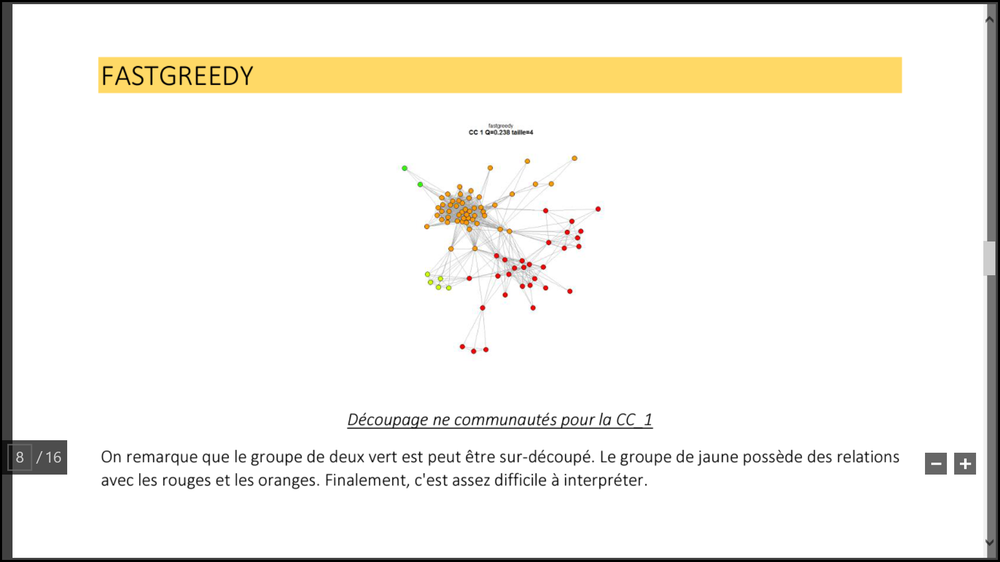 FASTGREEDY
fastgreedy
CC 1 Q=0.238 taille=4
Découpage ne communautés pour la CC_1
On remarque que le groupe de deux vert est peut être sur-découpé. Le groupe de jaune possède des relations
avec les rouges et les oranges. Finalement, c'est assez difficile à interpréter.
8 / 16